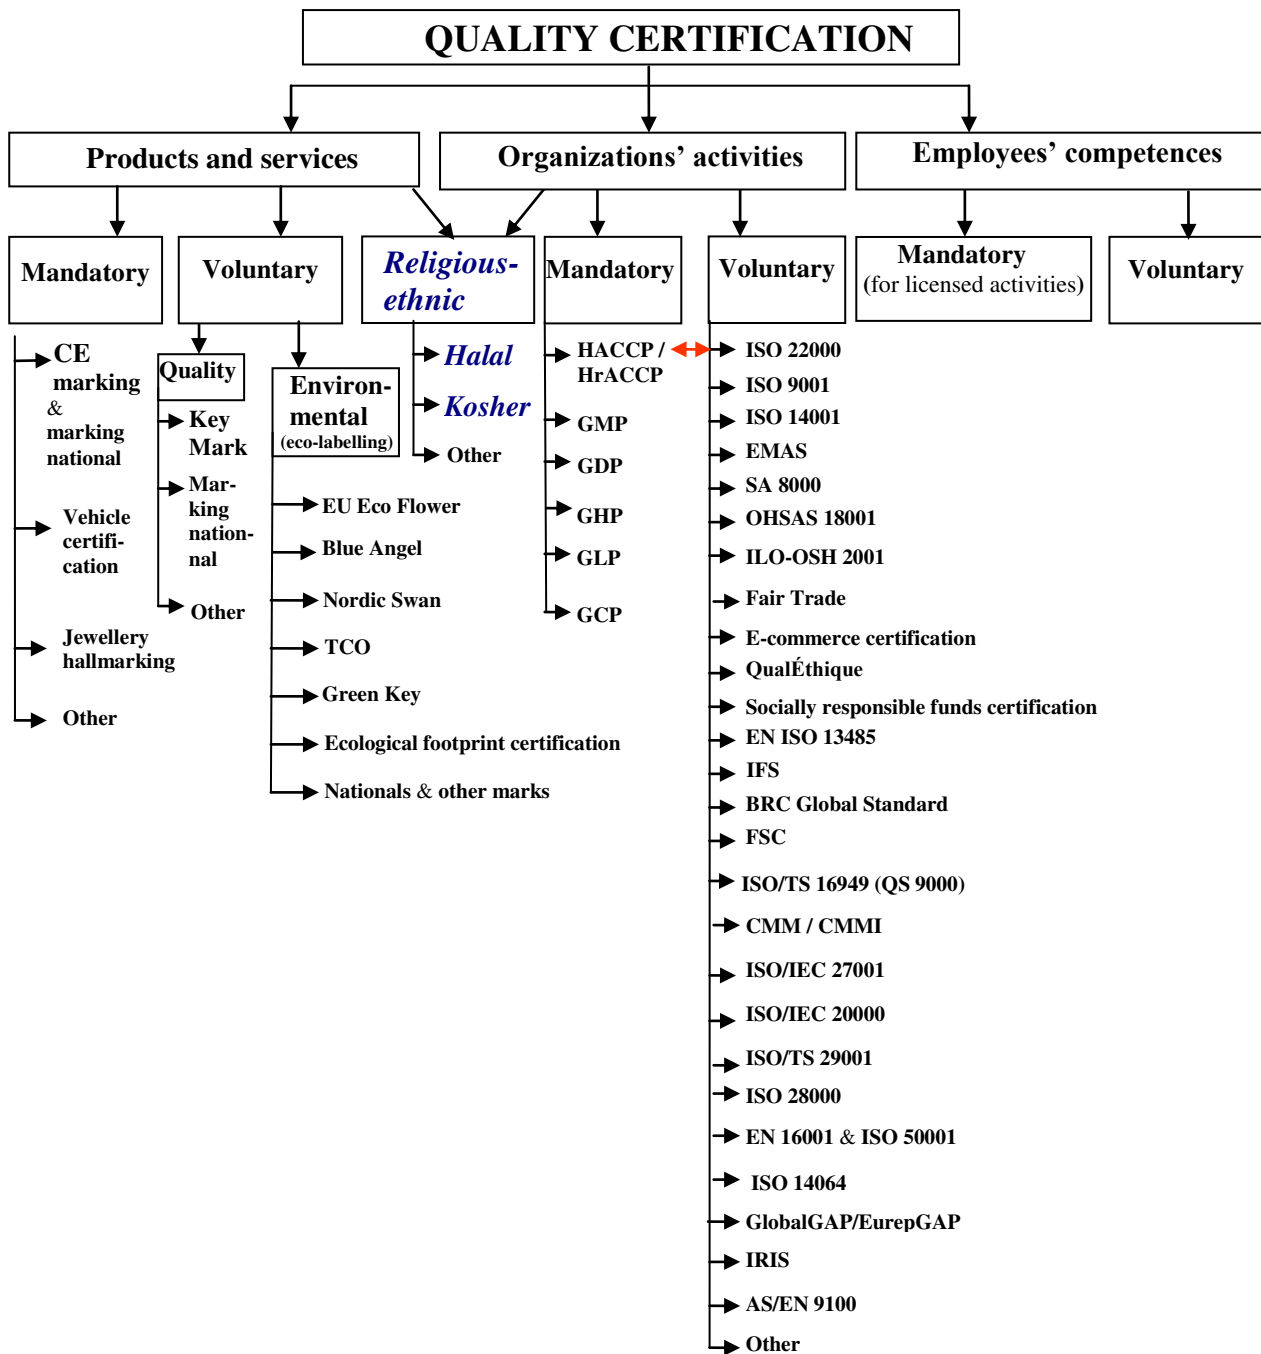 QUALITY CERTIFICATION
Products and services
Organizations' activities
Employees' competences
Mandatory
Voluntary
Religious-
ethnic
Mandatory
Voluntary
Mandatory
(for licensed activities)
Voluntary
CE
marking
&
marking
national
Vehicle
certifi-
cation
Jewellery
hallmarking
Other
Quality
Key
Mark
Mar-
king
nation-
nal
Other
Environ-
mental
(eco-labelling)
EU Eco Flower
Blue Angel
Nordic Swan
TCO
Green Key
Ecological footprint certification
Nationals & other marks
Halal
Kosher
Other
HACCP /
HrACCP
GMP
GDP
GHP
GLP
GCP
ISO 22000
ISO 9001
ISO 14001
EMAS
SA 8000
OHSAS 18001
ILO-OSH 2001
Fair Trade
E-commerce certification
QualÉthique
Socially responsible funds certification
EN ISO 13485
IFS
BRC Global Standard
FSC
ISO/TS 16949 (QS 9000)
CMM / CMMI
ISO/IEC 27001
ISO/IEC 20000
ISO/TS 29001
ISO 28000
EN 16001 & ISO 50001
ISO 14064
GlobalGAP/EurepGAP
IRIS
AS/EN 9100
Other